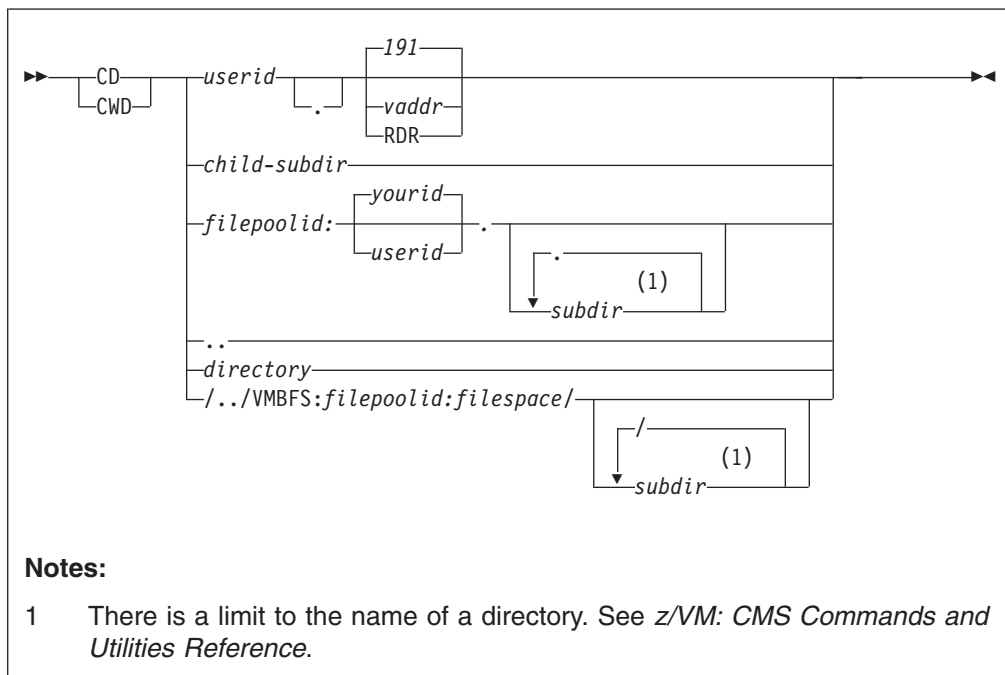 191
CD userid
CWD . vaddr
RDR
child-subdir
yourid
filepoolid: .
userid .
(1)
subdir
..
directory
/../VMBFS:filepoolid:filespace/
/
(1)
subdir
Notes:
1 There is a limit to the name of a directory. See z/VM: CMS Commands and
Utilities Reference.